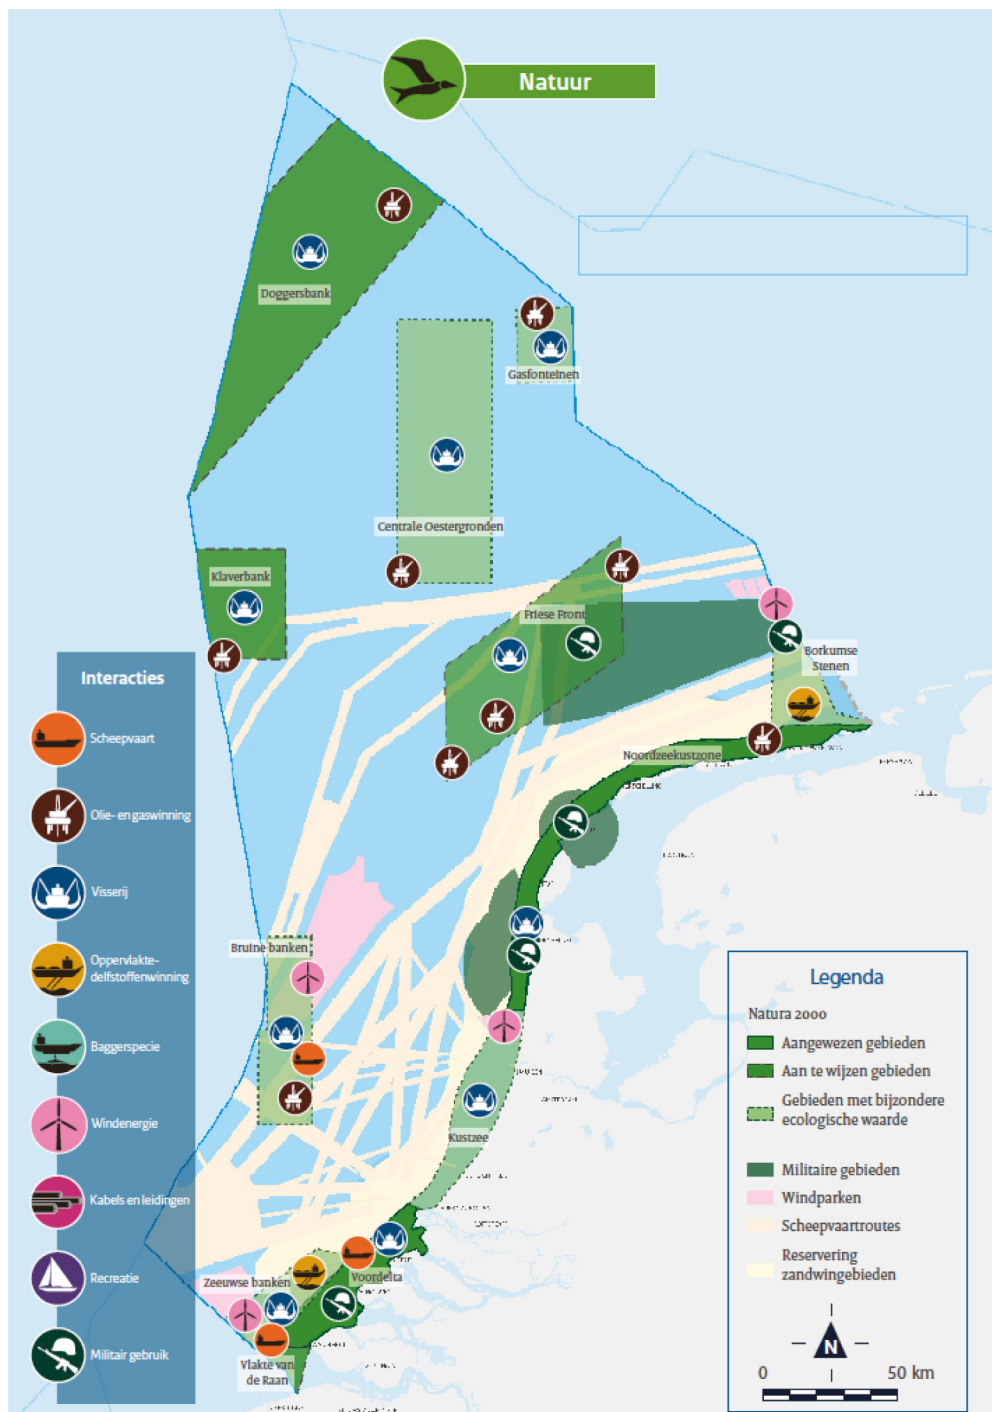 Natuur
Doggersbank
Gasfonteinen
Centrale Oestergronden
Klaverbank
Friese Front
Borkumse
Stenen
Interacties
Scheepvaart
Olie- en gaswinning
Visserij
Oppervlakte-
delfstoffenwinning
Baggerspecie
Windenergie
Kabels en leidingen
Recreatie
Militair gebruik
Noordzeekustzone
Bruine banken
Kustzee
Zeeuwse banken
Voordelta
Vlakte van
de Raan
Legenda
Natura 2000
Aangewezen gebieden
Aan te wijzen gebieden
Gebieden met bijzondere
ecologische waarde
Militaire gebieden
Windparken
Scheepvaartroutes
Reservering
zandwingebieden
N
0 50 km